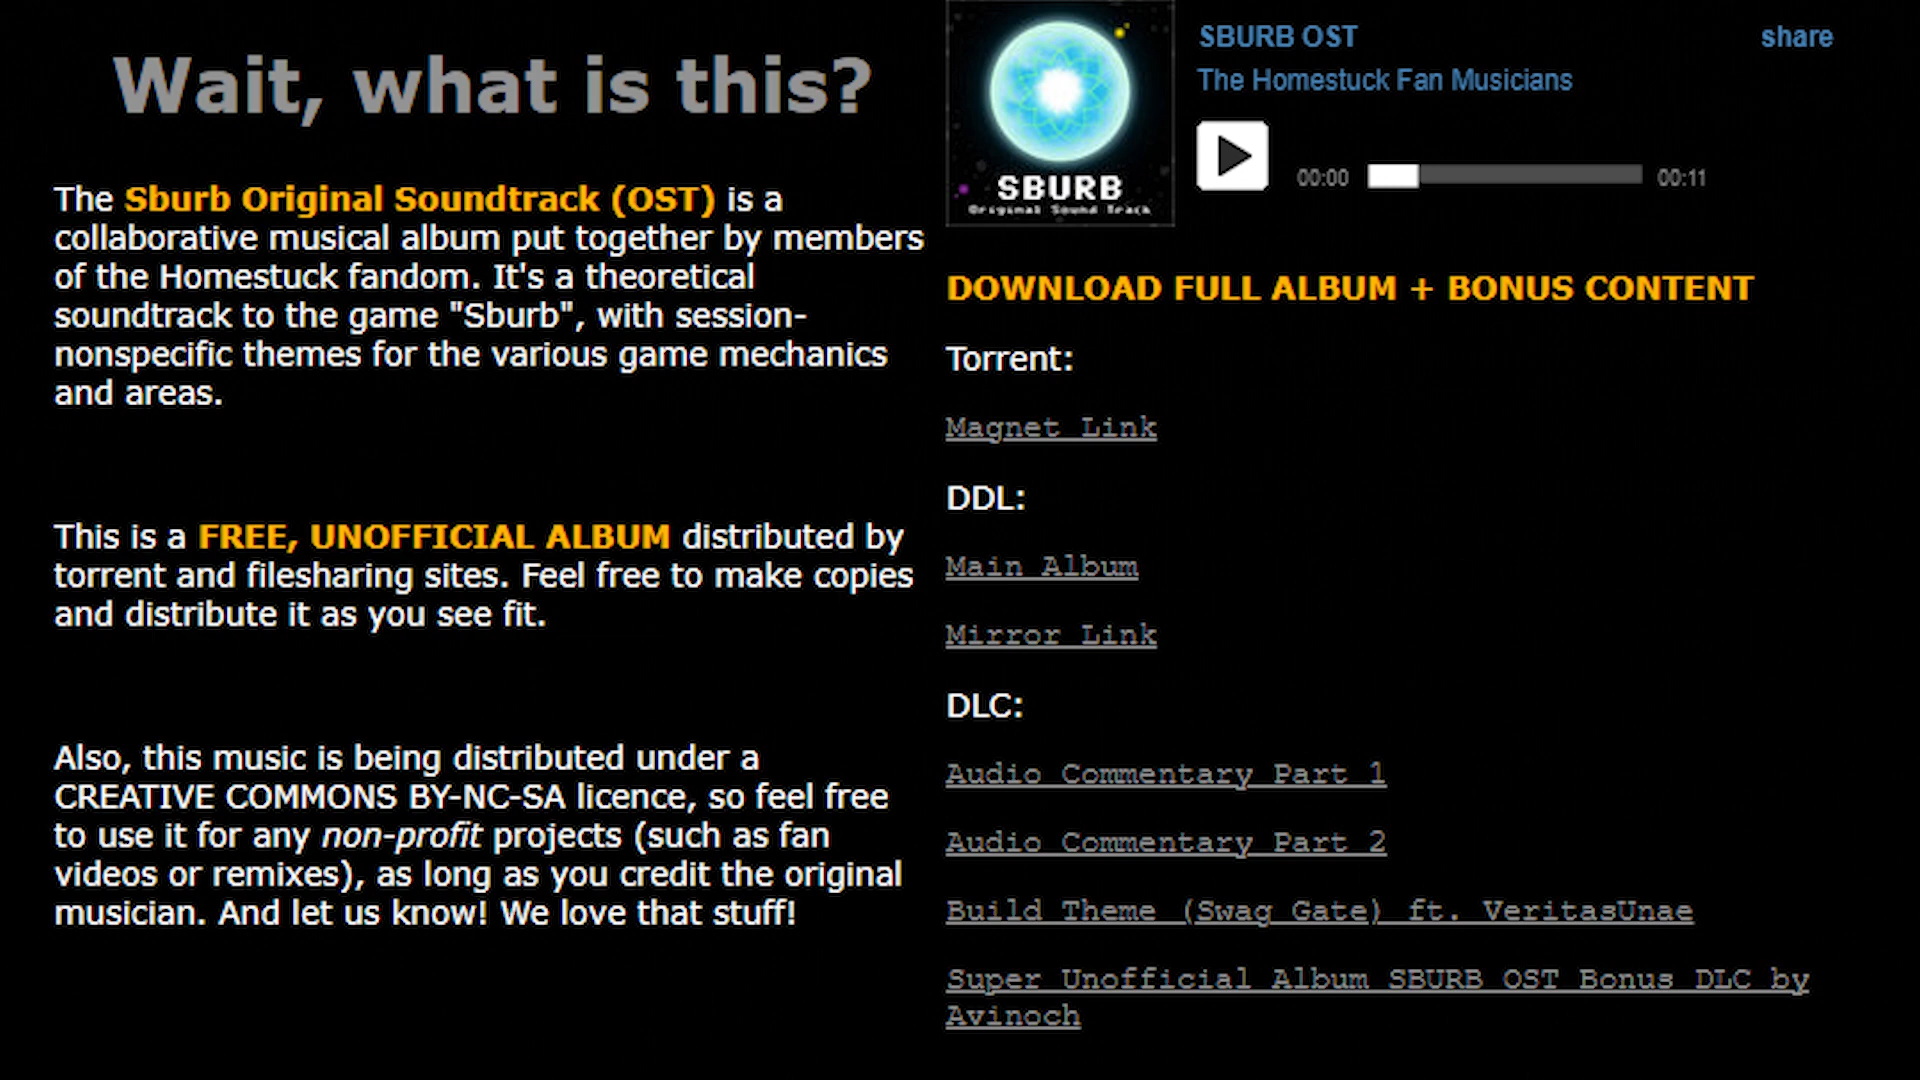 Wait, what is this?
The Sburb Original Soundtrack (OST) is a
collaborative musical album put together by members
of the Homestuck fandom. It's a theoretical
soundtrack to the game "Sburb", with session-
nonspecific themes for the various game mechanics
and areas.
This is a FREE, UNOFFICIAL ALBUM distributed by
torrent and filesharing sites. Feel free to make copies
and distribute it as you see fit.
Also, this music is being distributed under a
CREATIVE COMMONS BY-NC-SA licence, so feel free
to use it for any non-profit projects (such as fan
videos or remixes), as long as you credit the original
musician. And let us know! We love that stuff!
SBURB
Original Sound Track
SBURB OST
share
The Homestuck Fan Musicians
00:00
00:11
DOWNLOAD FULL ALBUM + BONUS CONTENT
Torrent:
Magnet Link
DDL:
Main Album
Mirror Link
DLC:
Audio Commentary Part 1
Audio Commentary Part 2
Build Theme (Swag Gate) ft. VeritasUnae
Super Unofficial Album SBURB OST Bonus DLC by
Avinoch